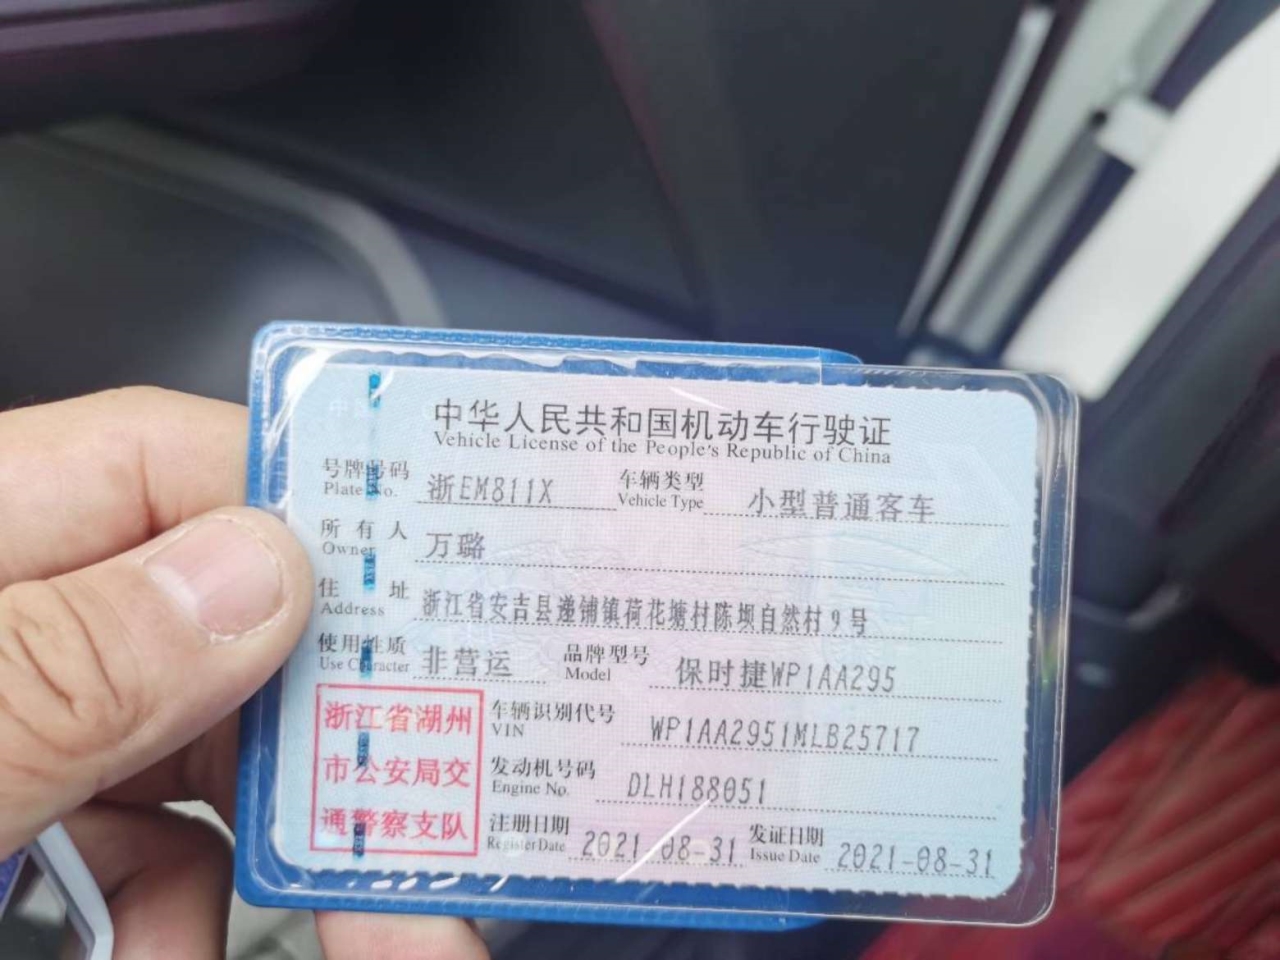 中华人民共和国机动车行驶证
Vehicle License of the People's Republic of China
号牌号码 浙EM811X 车辆类型 小型普通客车
Plate No. Vehicle Type
所有人 万璐
Owner
住址 浙江省安吉县递铺镇荷花塘村陈坝自然村9号
Address
使用性质 非营运 品牌型号 保时捷WP1AA295
Use Character Model
浙江省湖州
市公安局交
通警察支队
车辆识别代号 WP1AA2951MLB25717
VIN
发动机号码 DLH188051
Engine No.
注册日期 2021-08-31 发证日期 2021-08-31
Register Date Issue Date